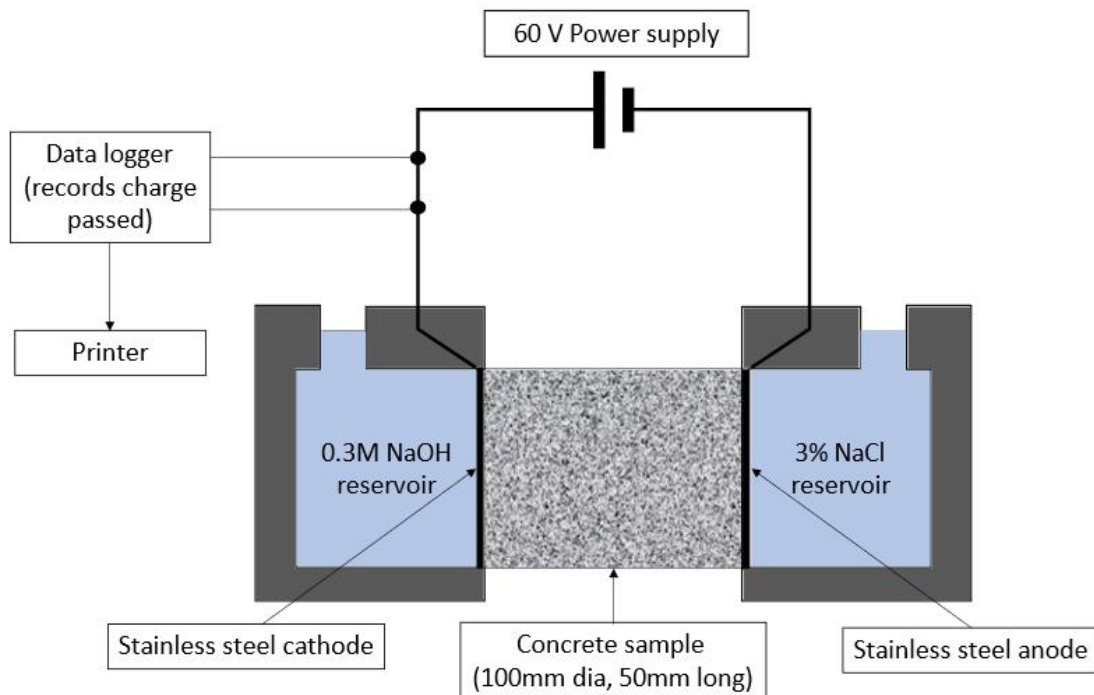 60 V Power supply
Data logger
(records charge
passed)
Printer
0.3M NaOH
reservoir
3% NaCl
reservoir
Stainless steel cathode
Concrete sample
(100mm dia, 50mm long)
Stainless steel anode